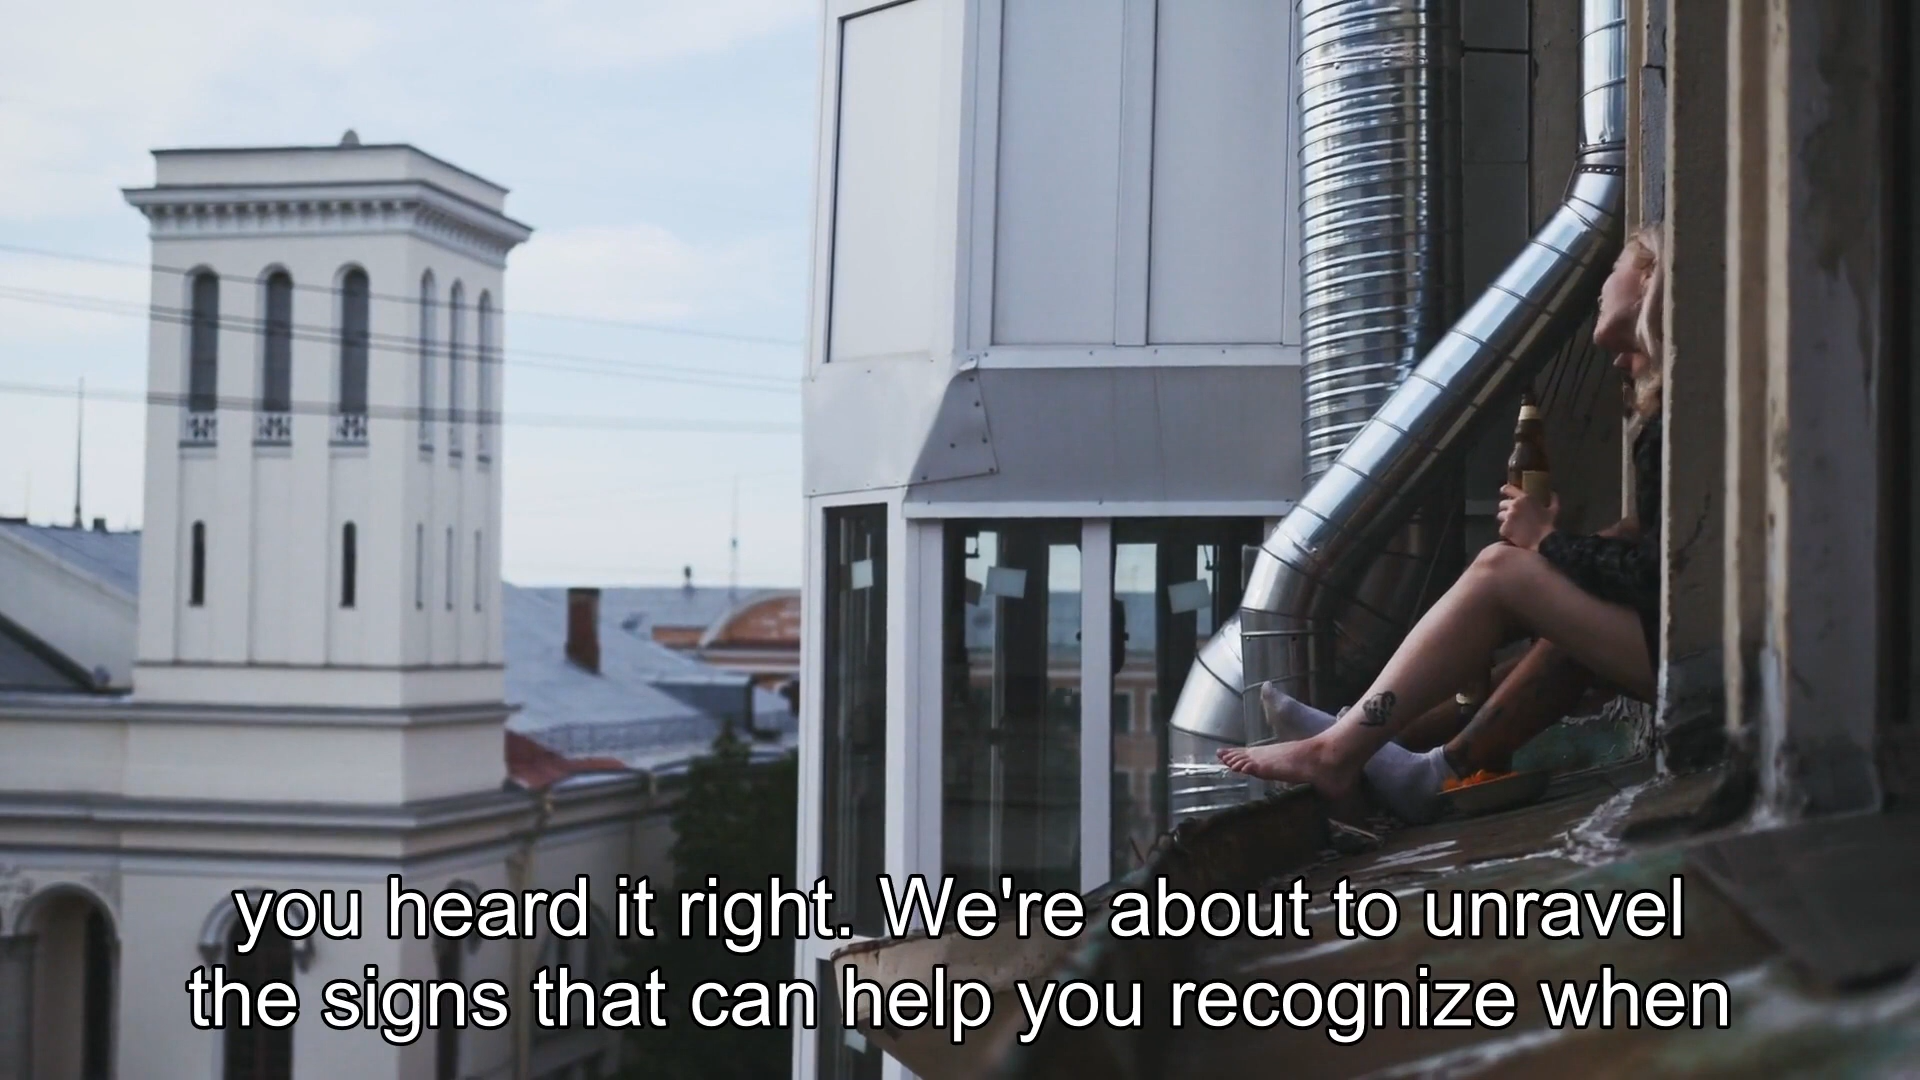 you heard it right. We're about to unravel
the signs that can help you recognize when